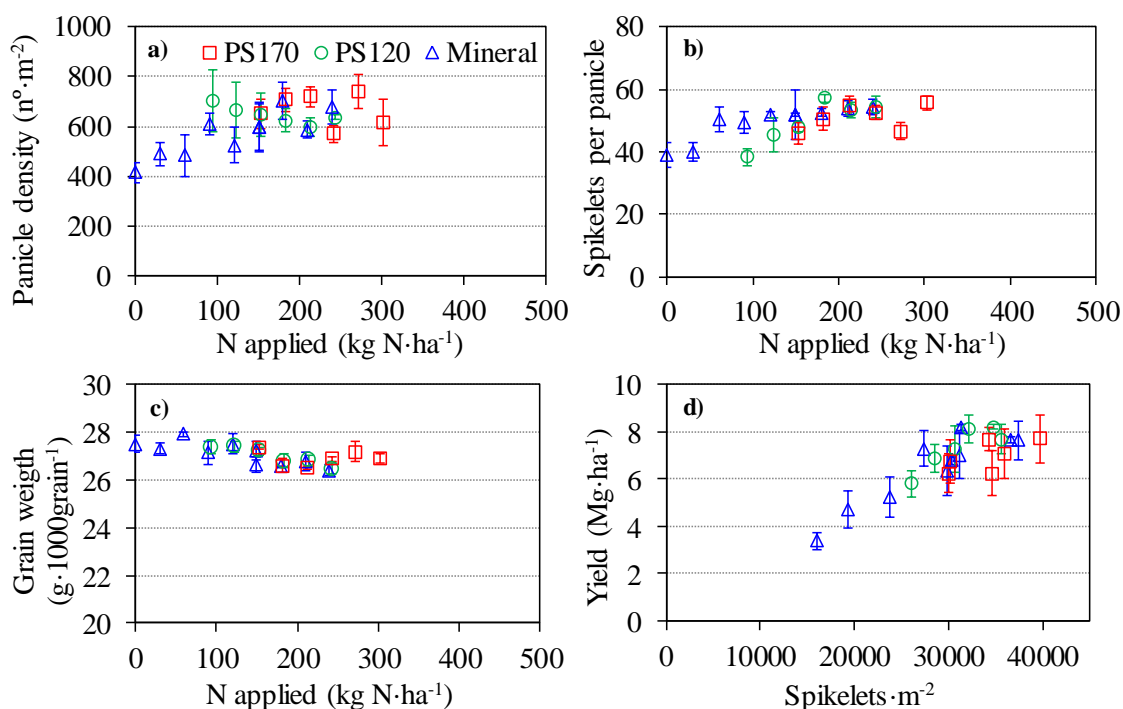 a) PS170 PS120 Mineral
1000
800
600
400
200
0
Panicle density (nº·m⁻²)
0 100 200 300 400 500
N applied (kg N·ha⁻¹)
b)
80
60
40
20
0
Spikelets per panicle
0 100 200 300 400 500
N applied (kg N·ha⁻¹)
c)
30
28
26
24
22
20
Grain weigth
(g·1000grain⁻¹)
0 100 200 300 400 500
N applied (kg N·ha⁻¹)
d)
10
8
6
4
2
0
Yield (Mg·ha⁻¹)
0 10000 20000 30000 40000
Spikelets·m⁻²